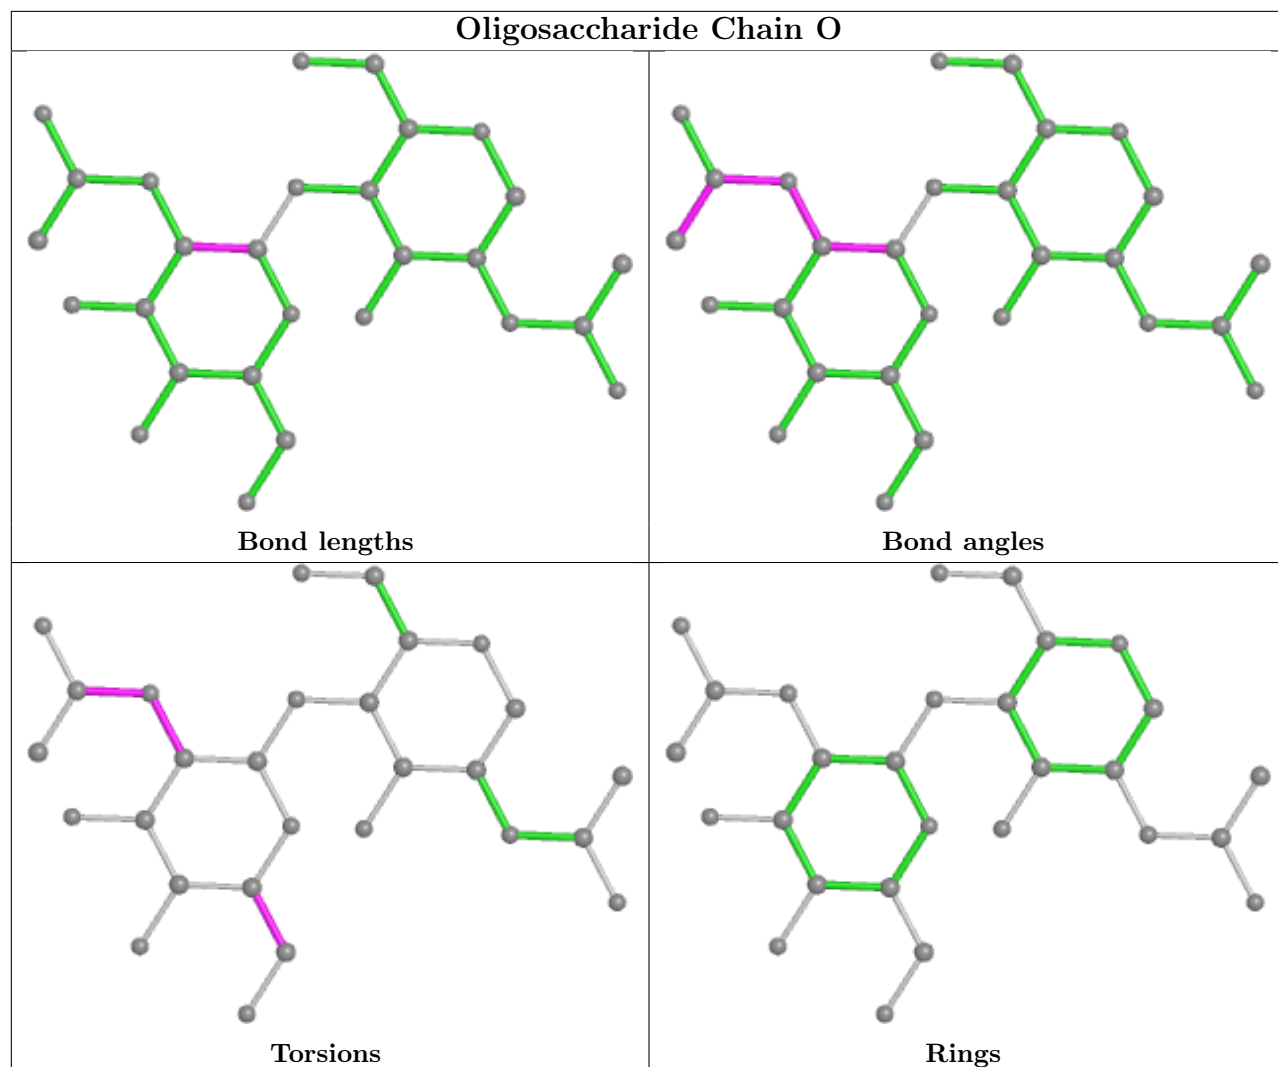 Oligosaccharide Chain O
Bond lengths
Bond angles
Torsions
Rings